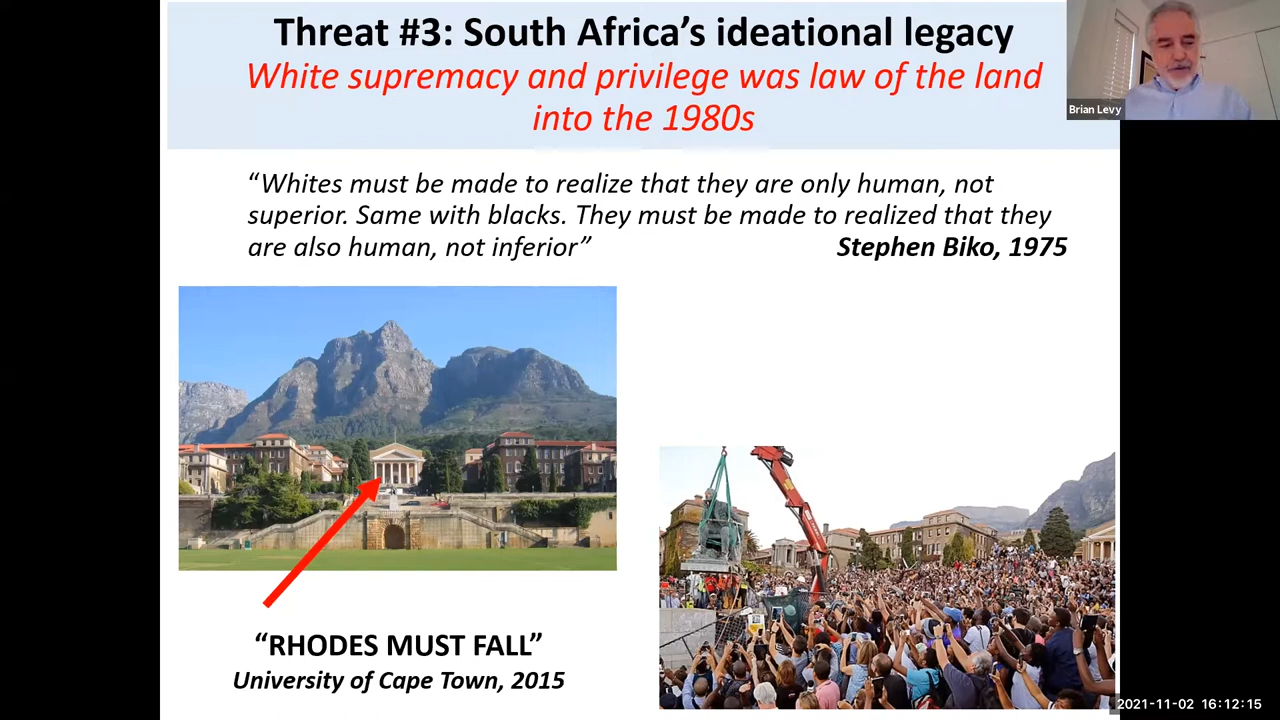 Threat #3: South Africa's ideational legacy
White supremacy and privilege was law of the land
into the 1980s
Brian Levy
“Whites must be made to realize that they are only human, not
superior. Same with blacks. They must be made to realized that they
are also human, not inferior”
Stephen Biko, 1975
“RHODES MUST FALL”
University of Cape Town, 2015
2021-11-02 16:12:15